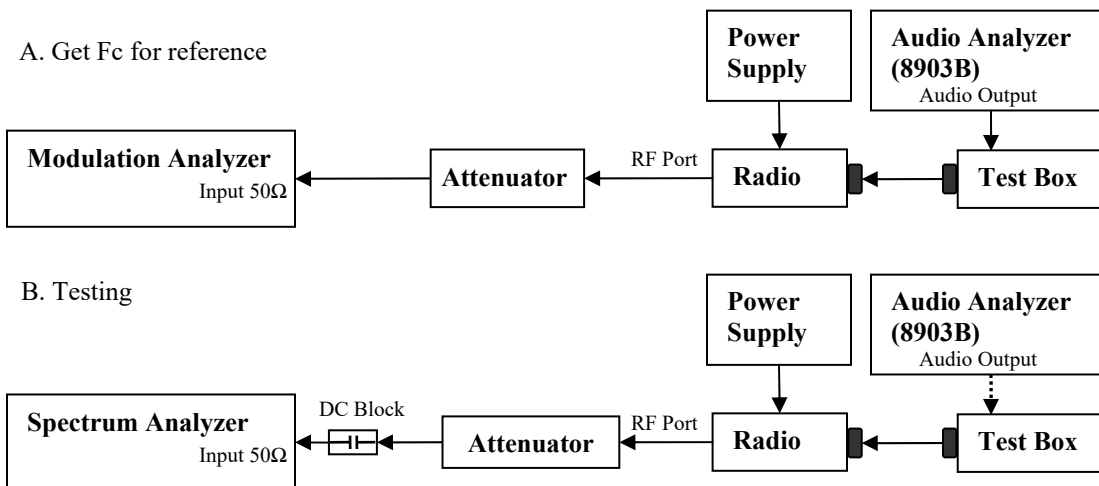 A. Get Fc for reference
Power
Supply
Audio Analyzer
(8903B)
Audio Output
Modulation Analyzer
Input 50Ω
Attenuator
RF Port
Radio
Test Box
B. Testing
Power
Supply
Audio Analyzer
(8903B)
Audio Output
Spectrum Analyzer
Input 50Ω
DC Block
Attenuator
RF Port
Radio
Test Box